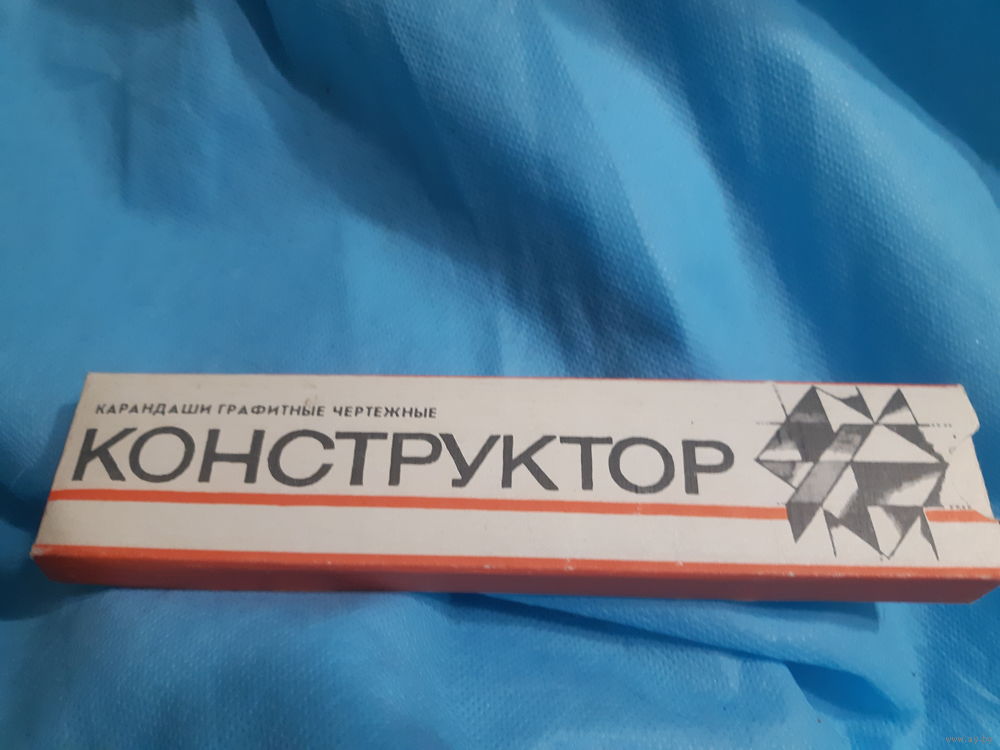 КАРАНДАШИ ГРАФИТНЫЕ ЧЕРТЕЖНЫЕ
КОНСТРУКТОР